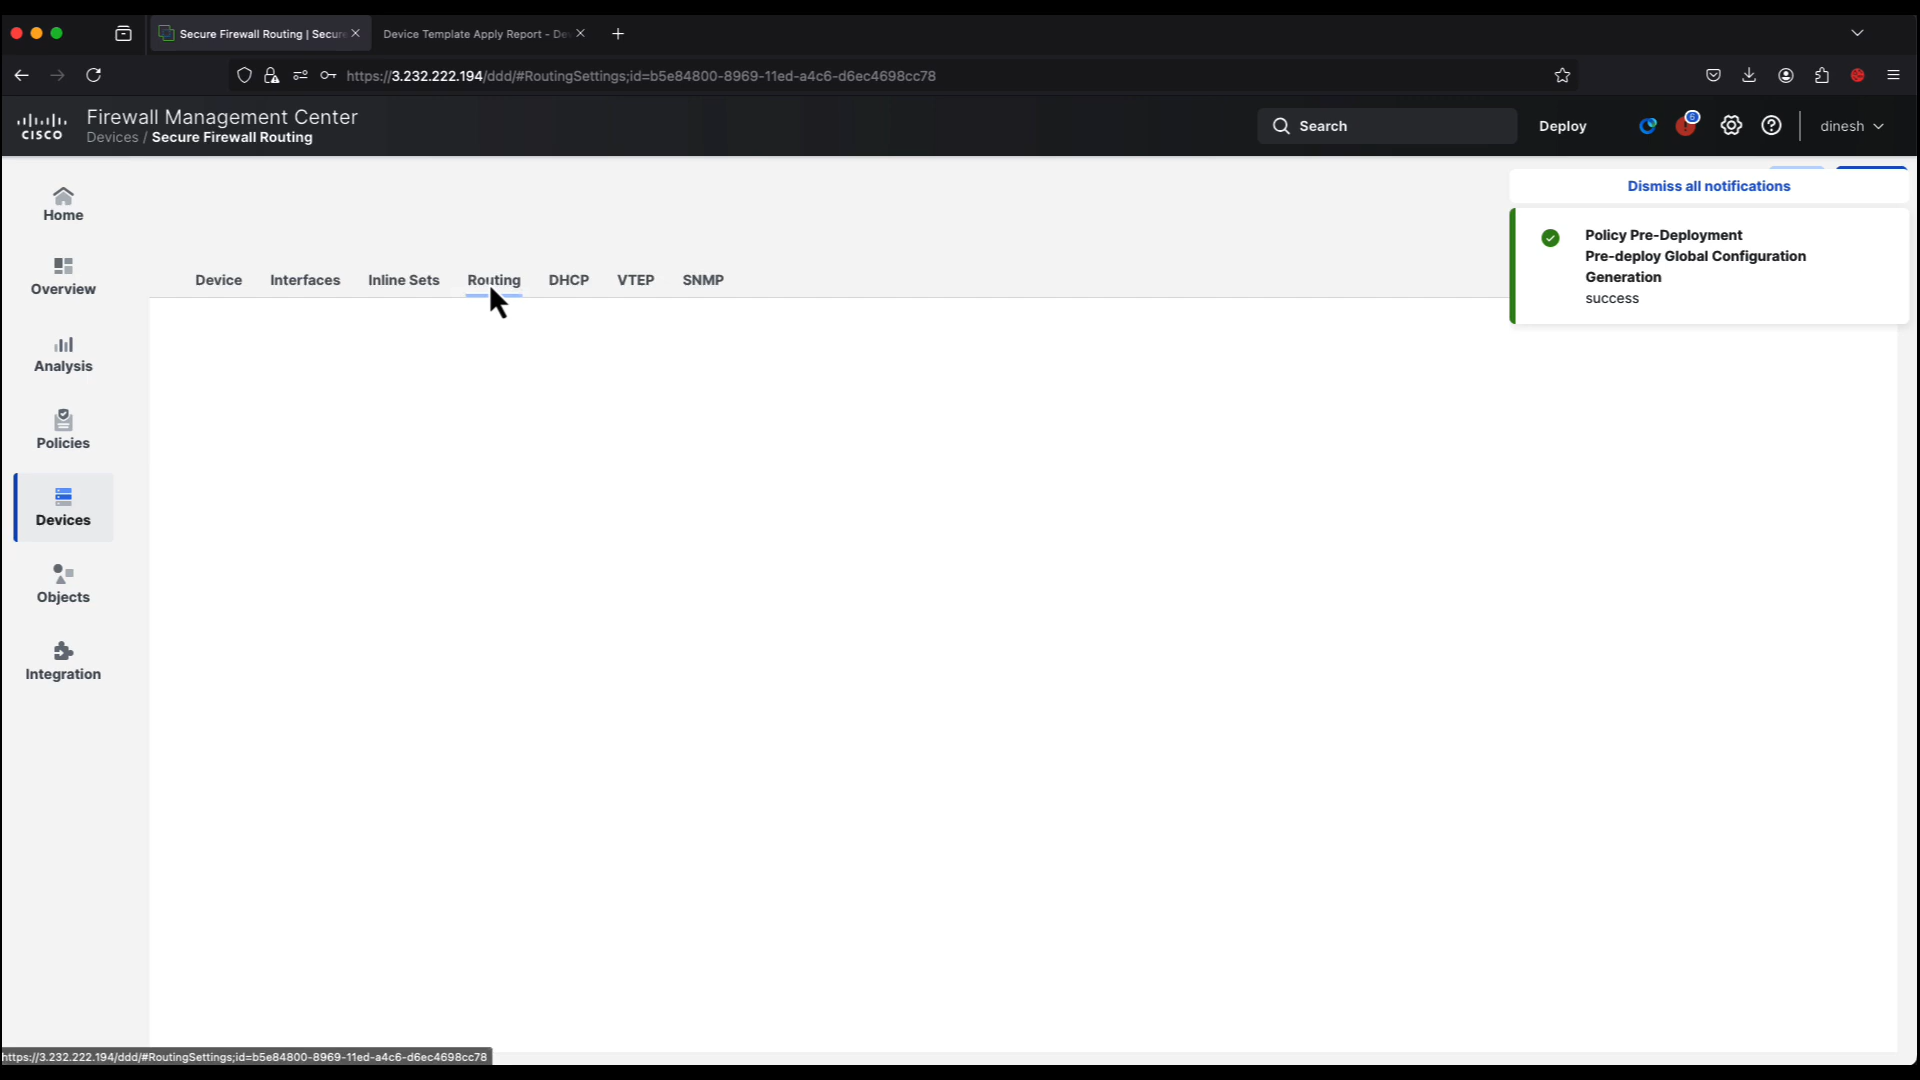 Secure Firewall Routing | Secure
Device Template Apply Report - De
https://3.232.222.194/ddd/#RoutingSettings;id=b5e84800-8969-11ed-a4c6-d6ec4698cc78
CISCO
Firewall Management Center
Devices / Secure Firewall Routing
Search
Deploy
6
dinesh
Home
Overview
Analysis
Policies
Devices
Objects
Integration
Device
Interfaces
Inline Sets
Routing
DHCP
VTEP
SNMP
Dismiss all notifications
Policy Pre-Deployment
Pre-deploy Global Configuration
Generation
success
https://3.232.222.194/ddd/#RoutingSettings;id=b5e84800-8969-11ed-a4c6-d6ec4698cc78